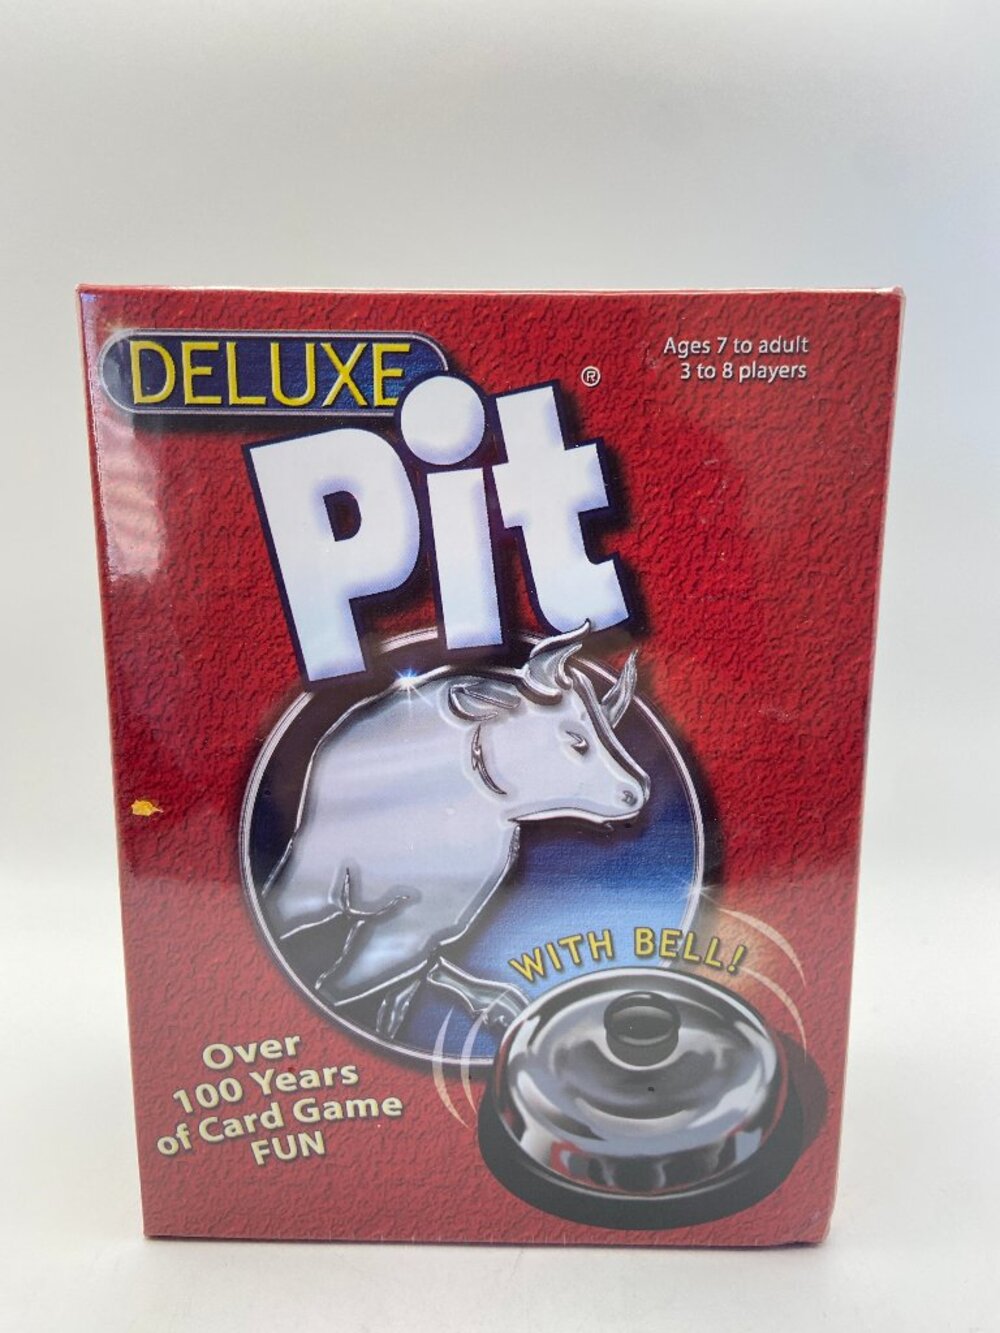 DELUXE
Ages 7 to adult
3 to 8 players
Pit®
WITH BELL!
Over
100 Years
of Card Game
FUN